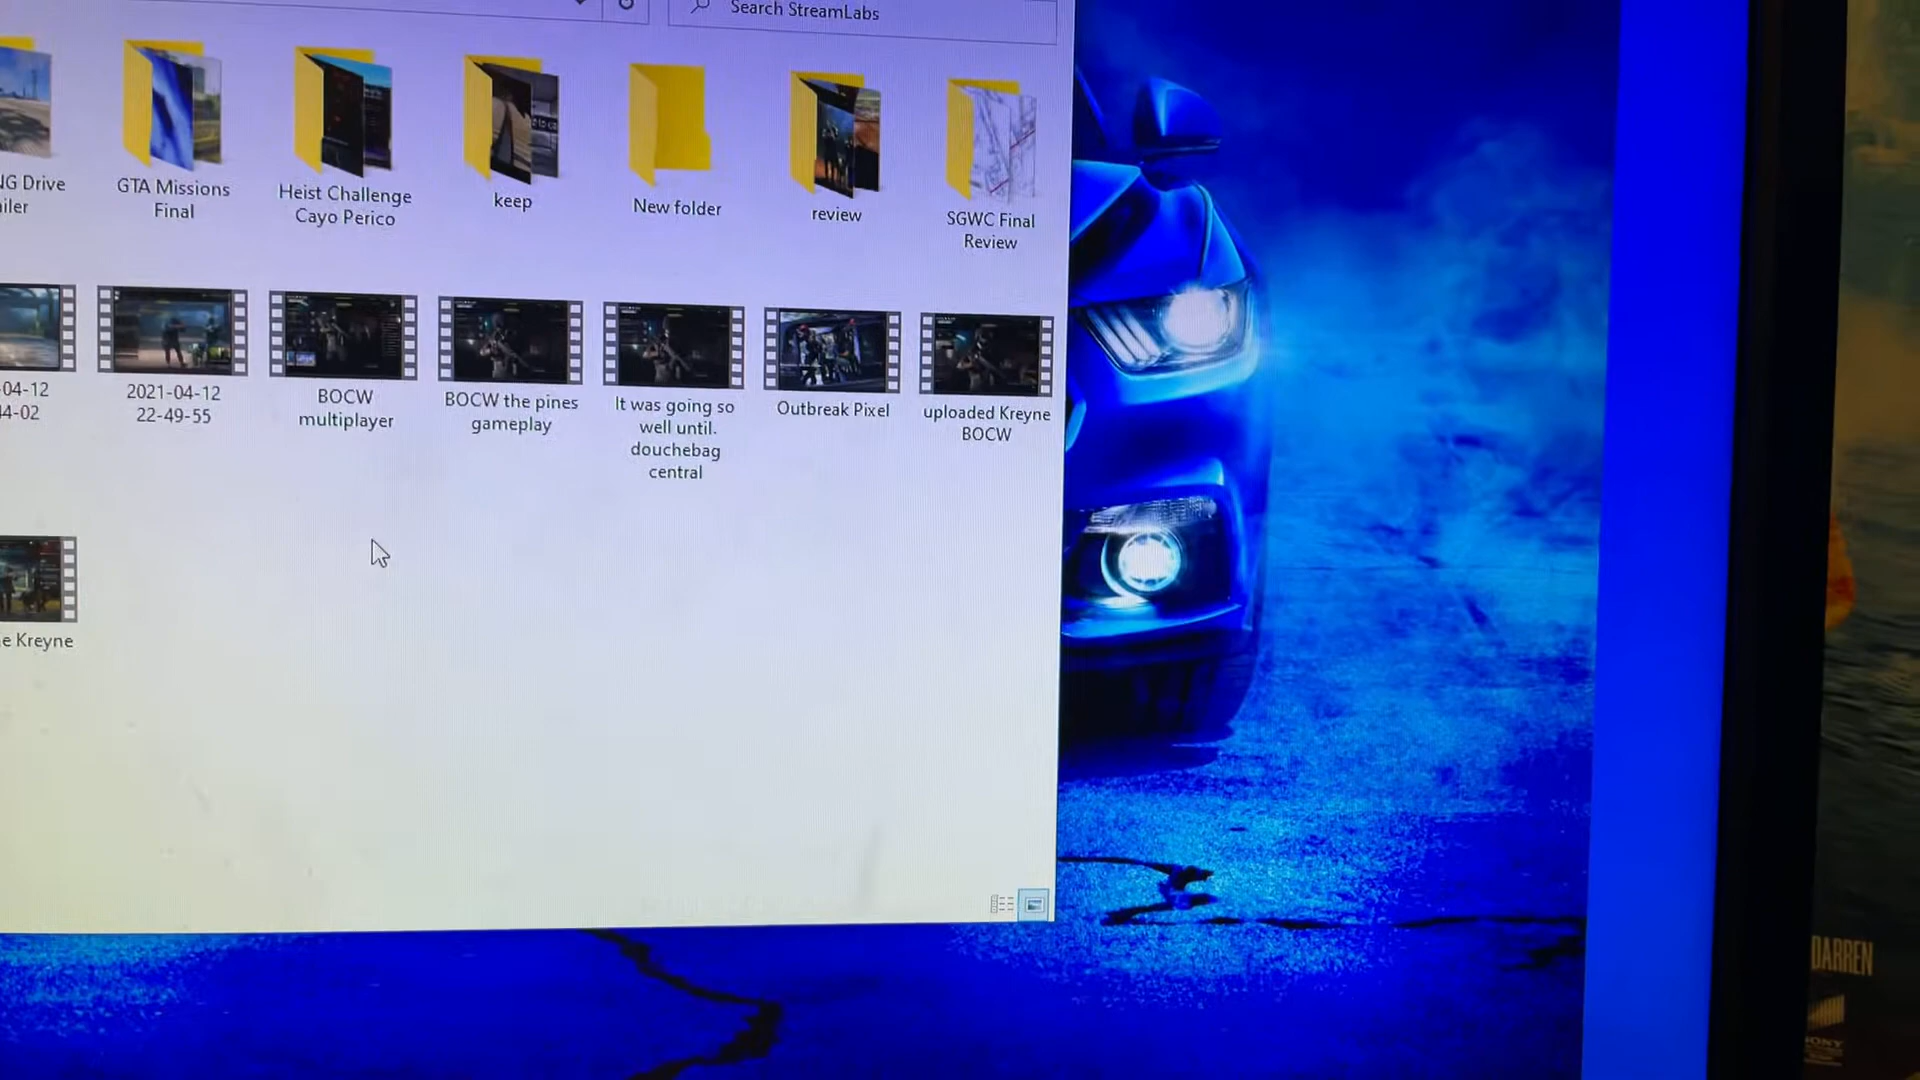 Search StreamLabs
NG Drive
ailer
GTA Missions
Final
Heist Challenge
Cayo Perico
keep
New folder
review
SGWC Final
Review
-04-12
44-02
2021-04-12
22-49-55
BOCW
multiplayer
BOCW the pines
gameplay
It was going so
well until.
douchebag
central
Outbreak Pixel
uploaded Kreyne
BOCW
e Kreyne
DARREN
SONY